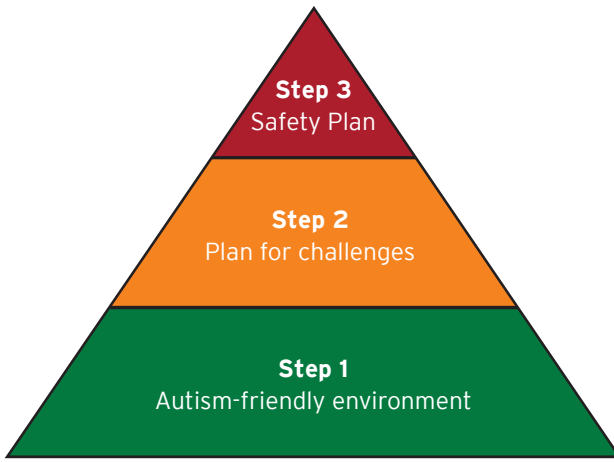 Step 3
Safety Plan
Step 2
Plan for challenges
Step 1
Autism-friendly environment